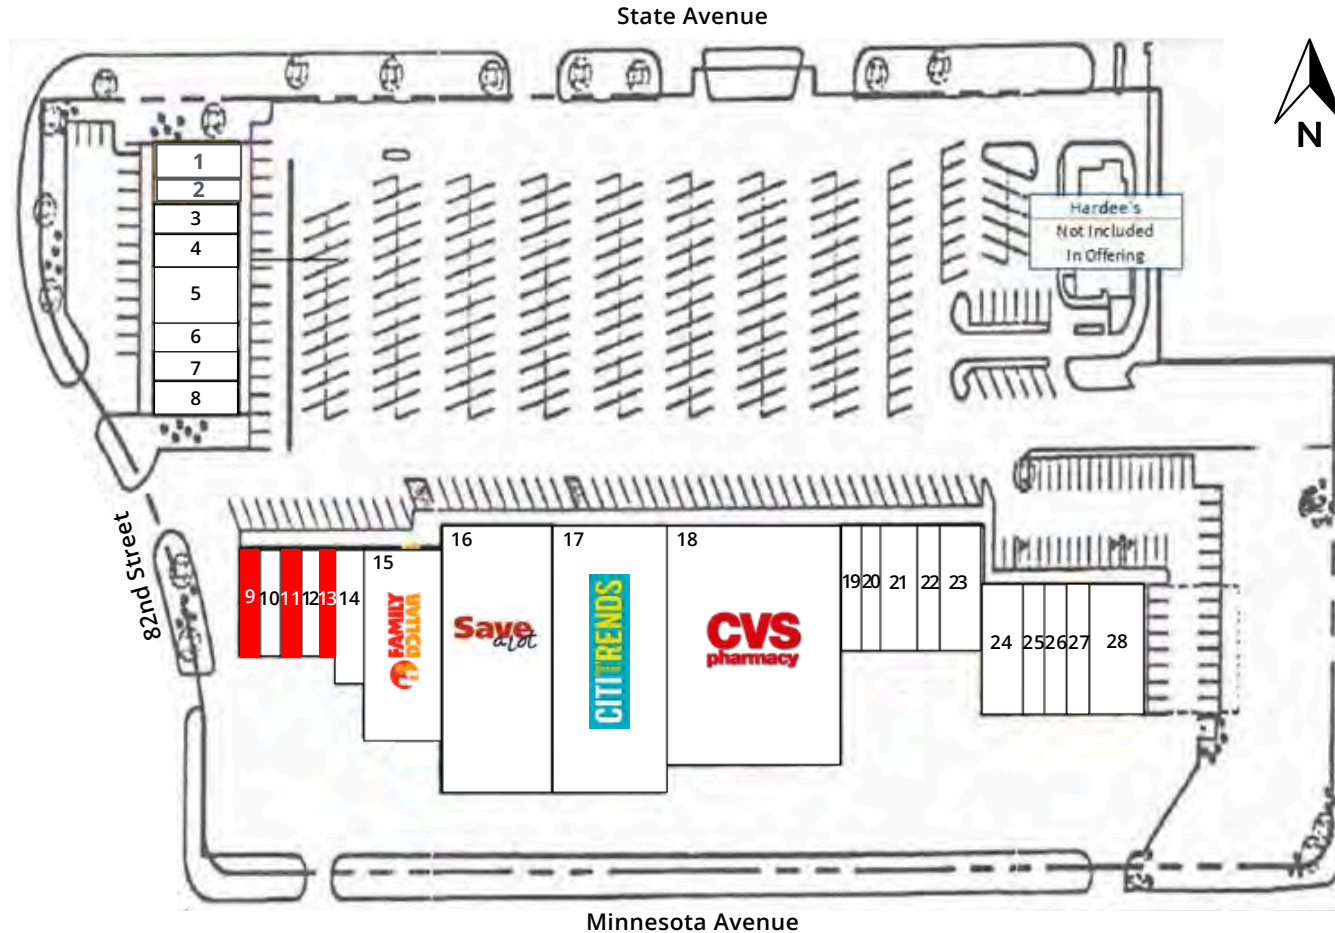 State Avenue
N
1
2
3
4
5
6
7
8
Hardee's
Not Included
In Offering
82nd Street
9
10
11
12
13
14
15
FAMILY
DOLLAR
16
Save
a lot
17
CITITRENDS
18
CVS
pharmacy
19
20
21
22
23
24
25
26
27
28
Minnesota Avenue